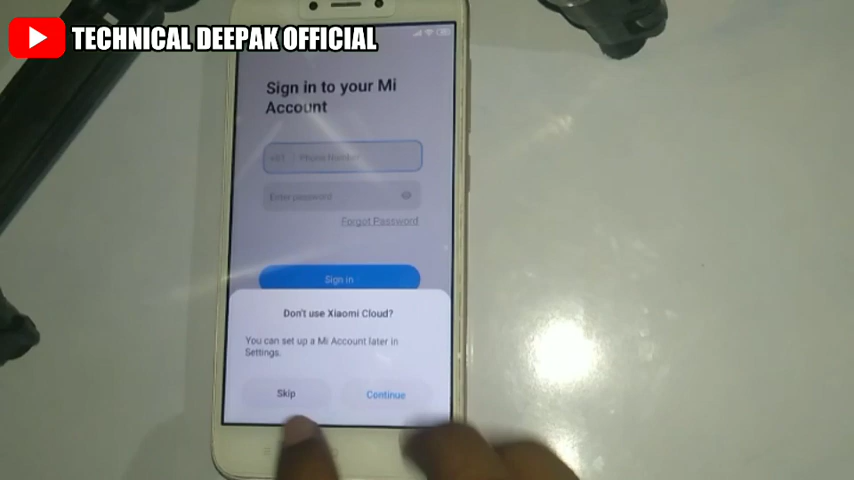 TECHNICAL DEEPAK OFFICIAL
Sign in to your Mi
Account
Phone Number
Enter password
Forgot Password
Sign in
Don't use Xiaomi Cloud?
You can set up a Mi Account later in
Settings.
Skip
Continue